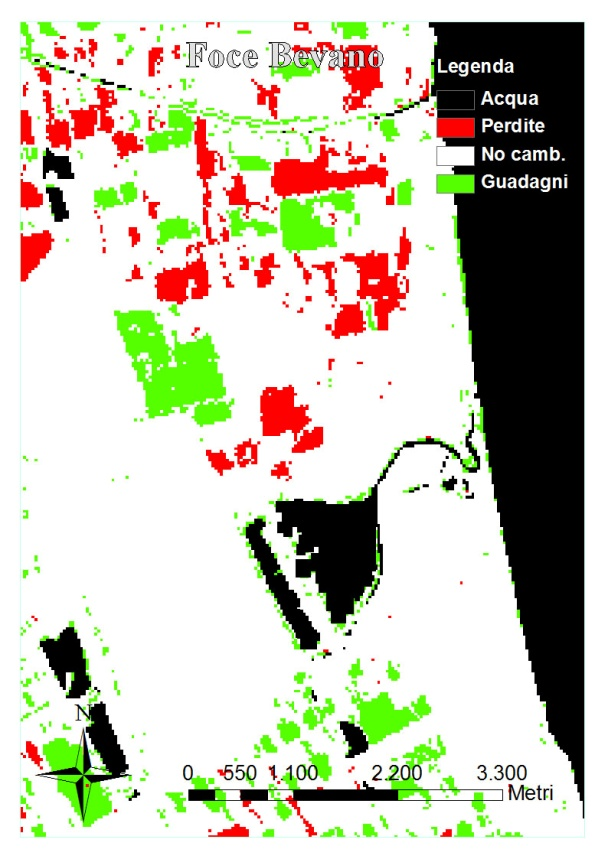 Foce Bevano
Legenda
Acqua
Perdite
No camb.
Guadagni
N
0 550 1.100 2.200 3.300
Metri